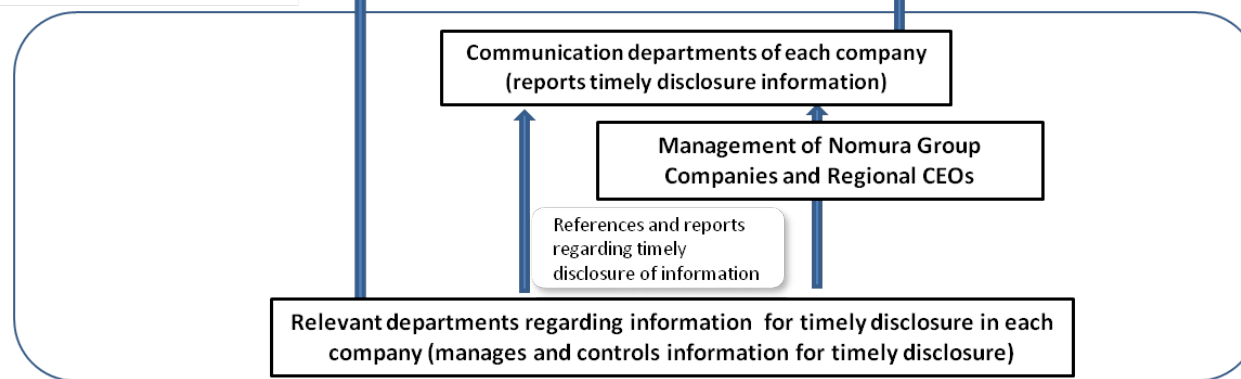 Communication departments of each company
(reports timely disclosure information)
Management of Nomura Group
Companies and Regional CEOs
References and reports
regarding timely
disclosure of information
Relevant departments regarding information for timely disclosure in each
company (manages and controls information for timely disclosure)